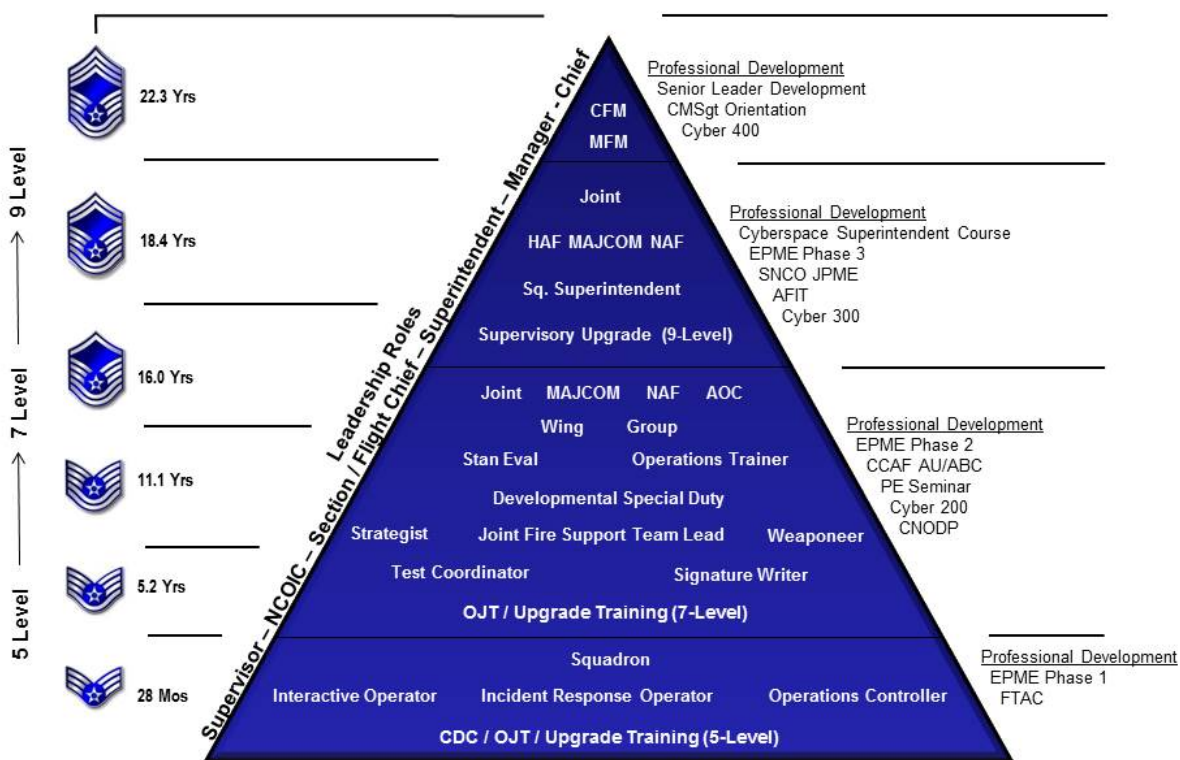 22.3 Yrs
18.4 Yrs
16.0 Yrs
11.1 Yrs
5.2 Yrs
28 Mos
9 Level
7 Level
5 Level
Leadership Roles
Supervisor – NCOIC – Section / Flight Chief – Superintendent – Manager - Chief
CFM
MFM
Joint
HAF MAJCOM NAF
Sq. Superintendent
Supervisory Upgrade (9-Level)
Joint MAJCOM NAF AOC
Wing Group
Stan Eval Operations Trainer
Developmental Special Duty
Strategist Joint Fire Support Team Lead Weaponeer
Test Coordinator Signature Writer
OJT / Upgrade Training (7-Level)
Squadron
Interactive Operator Incident Response Operator Operations Controller
CDC / OJT / Upgrade Training (5-Level)
Professional Development
Senior Leader Development
CMSgt Orientation
Cyber 400
Professional Development
Cyberspace Superintendent Course
EPME Phase 3
SNCO JPME
AFIT
Cyber 300
Professional Development
EPME Phase 2
CCAF AU/ABC
PE Seminar
Cyber 200
CNODP
Professional Development
EPME Phase 1
FTAC